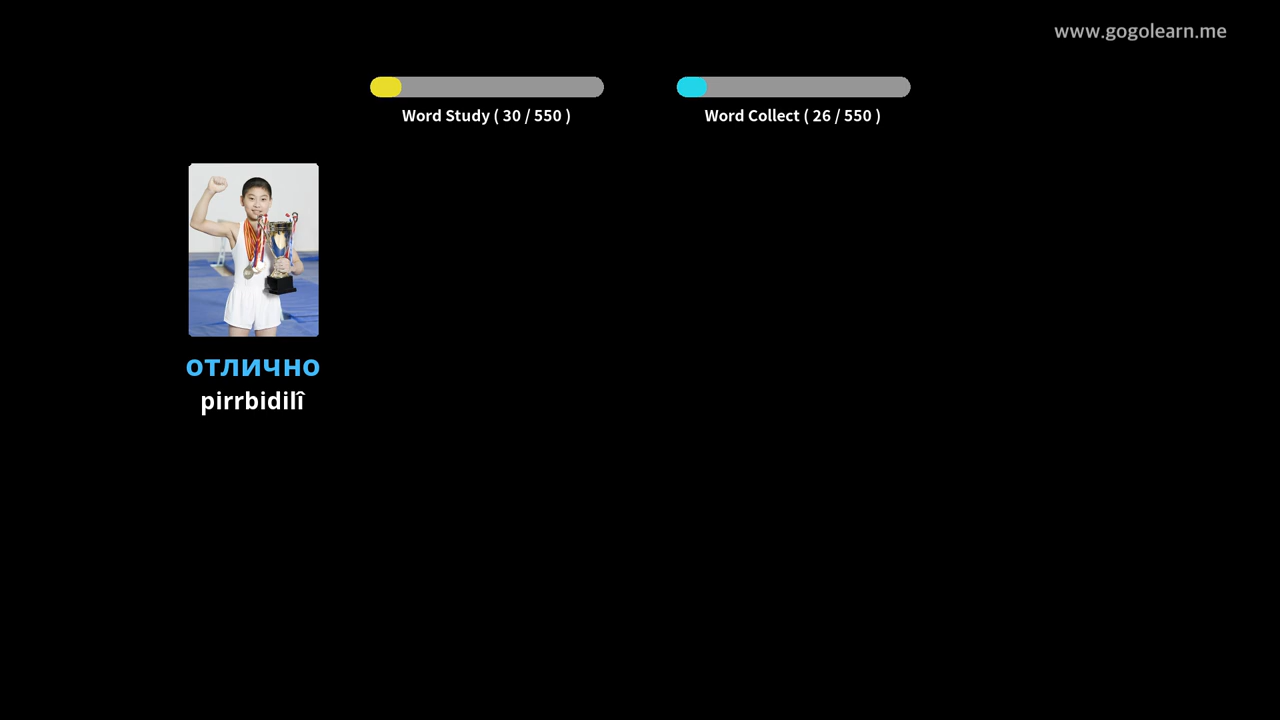 www.gogolearn.me
Word Study ( 30 / 550 )
Word Collect ( 26 / 550 )
отлично
pirrbidilî